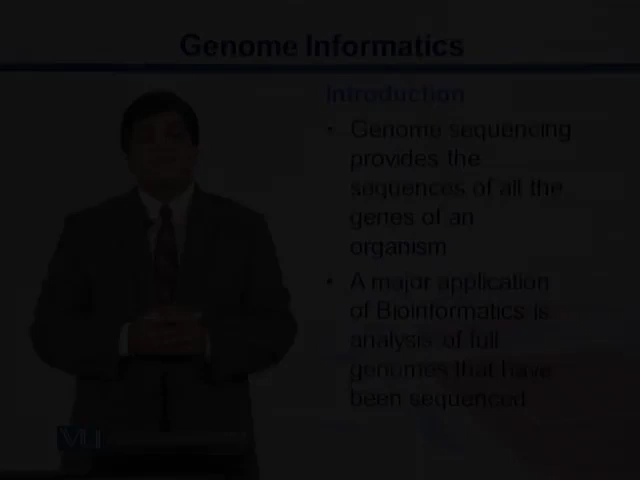 Genome Informatics
Introduction
• Genome sequencing
provides the
sequences of all the
genes of an
organism
• A major application
of Bioinformatics is
analysis of full
genomes that have
been sequenced